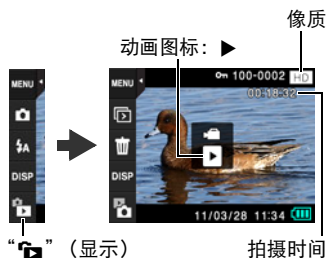 像质
动画图标：▶
MENU
⚡A
DISP
MENU
DISP
100-0002 HD
00:19:32
11/03/28 11:34
“ ”（显示）
拍摄时间